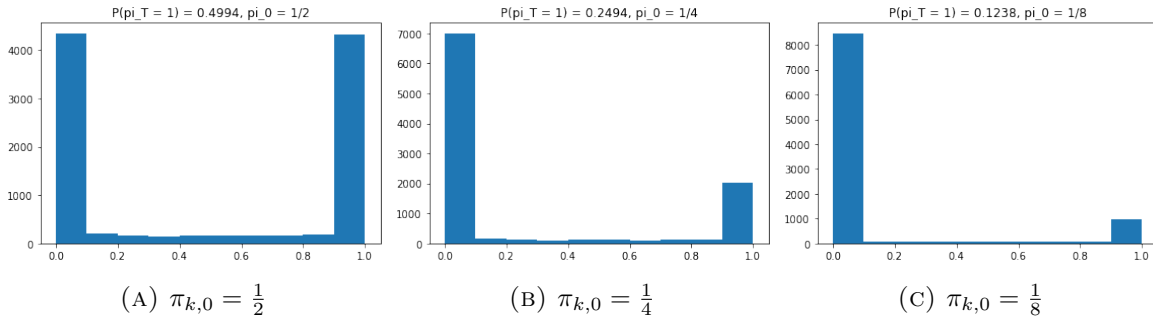 P(pi_T = 1) = 0.4994, pi_0 = 1/2
4000
3000
2000
1000
0
0.0 0.2 0.4 0.6 0.8 1.0
(A) π_{k,0} = 1/2
P(pi_T = 1) = 0.2494, pi_0 = 1/4
7000
6000
5000
4000
3000
2000
1000
0
0.0 0.2 0.4 0.6 0.8 1.0
(B) π_{k,0} = 1/4
P(pi_T = 1) = 0.1238, pi_0 = 1/8
8000
7000
6000
5000
4000
3000
2000
1000
0
0.0 0.2 0.4 0.6 0.8 1.0
(C) π_{k,0} = 1/8